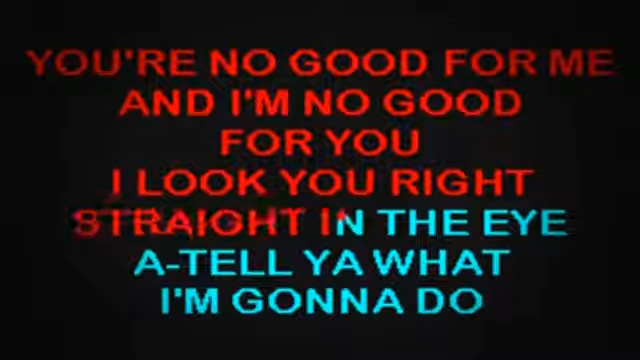 YOU'RE NO GOOD FOR ME
AND I'M NO GOOD
FOR YOU
I LOOK YOU RIGHT
STRAIGHT IN THE EYE
A-TELL YA WHAT
I'M GONNA DO